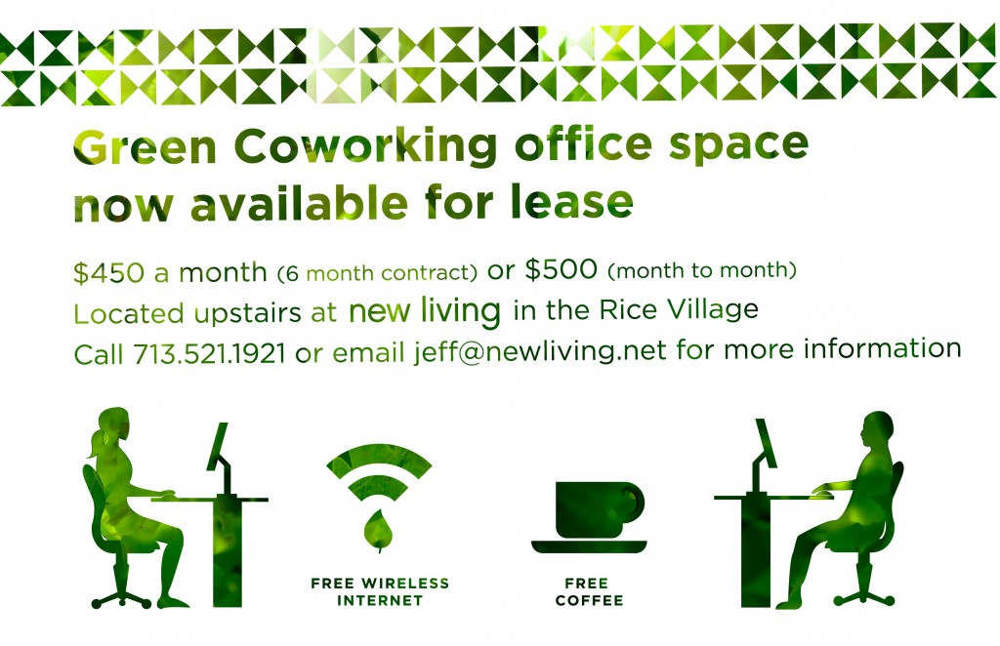 Green Coworking office space
now available for lease
$450 a month (6 month contract) or $500 (month to month)
Located upstairs at new living in the Rice Village
Call 713.521.1921 or email jeff@newliving.net for more information
FREE WIRELESS
INTERNET
FREE
COFFEE